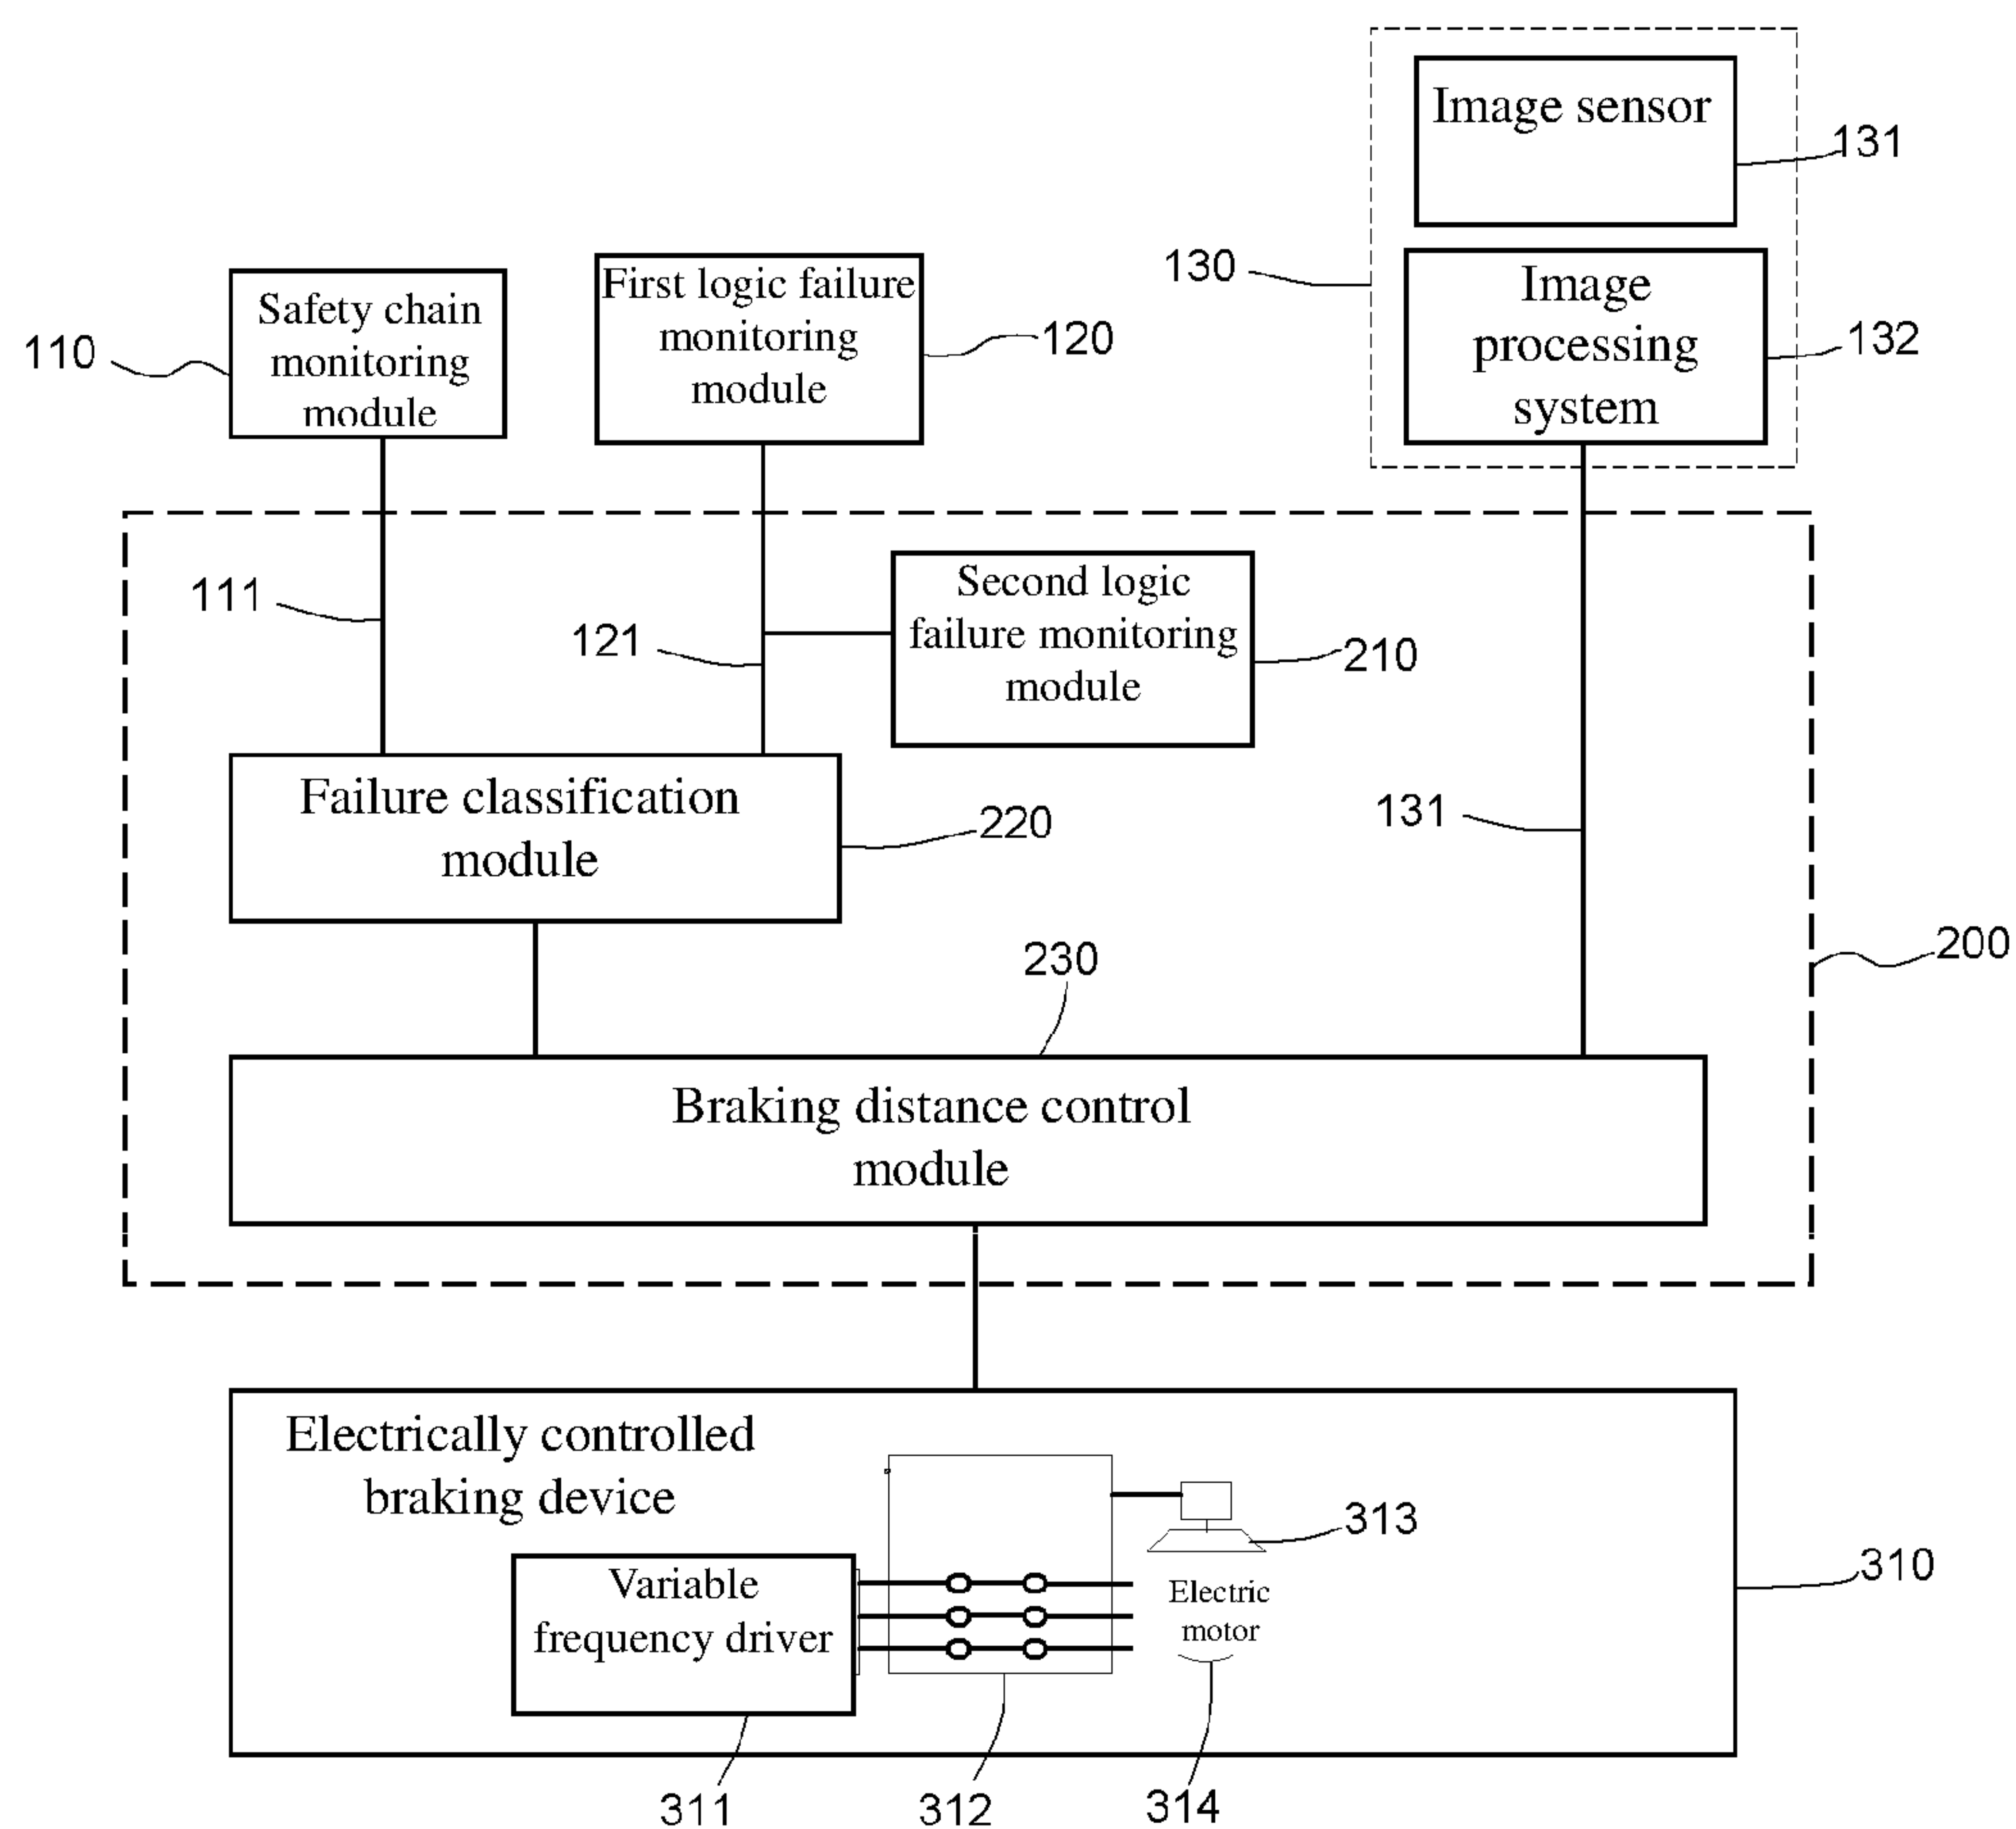 Image sensor
131
130
Image
processing
system
132
Safety chain
monitoring
module
110
First logic failure
monitoring
module
120
111
121
Second logic
failure monitoring
module
210
Failure classification
module
220
131
200
230
Braking distance control
module
Electrically controlled
braking device
313
310
Variable
frequency driver
Electric
motor
311
312
314